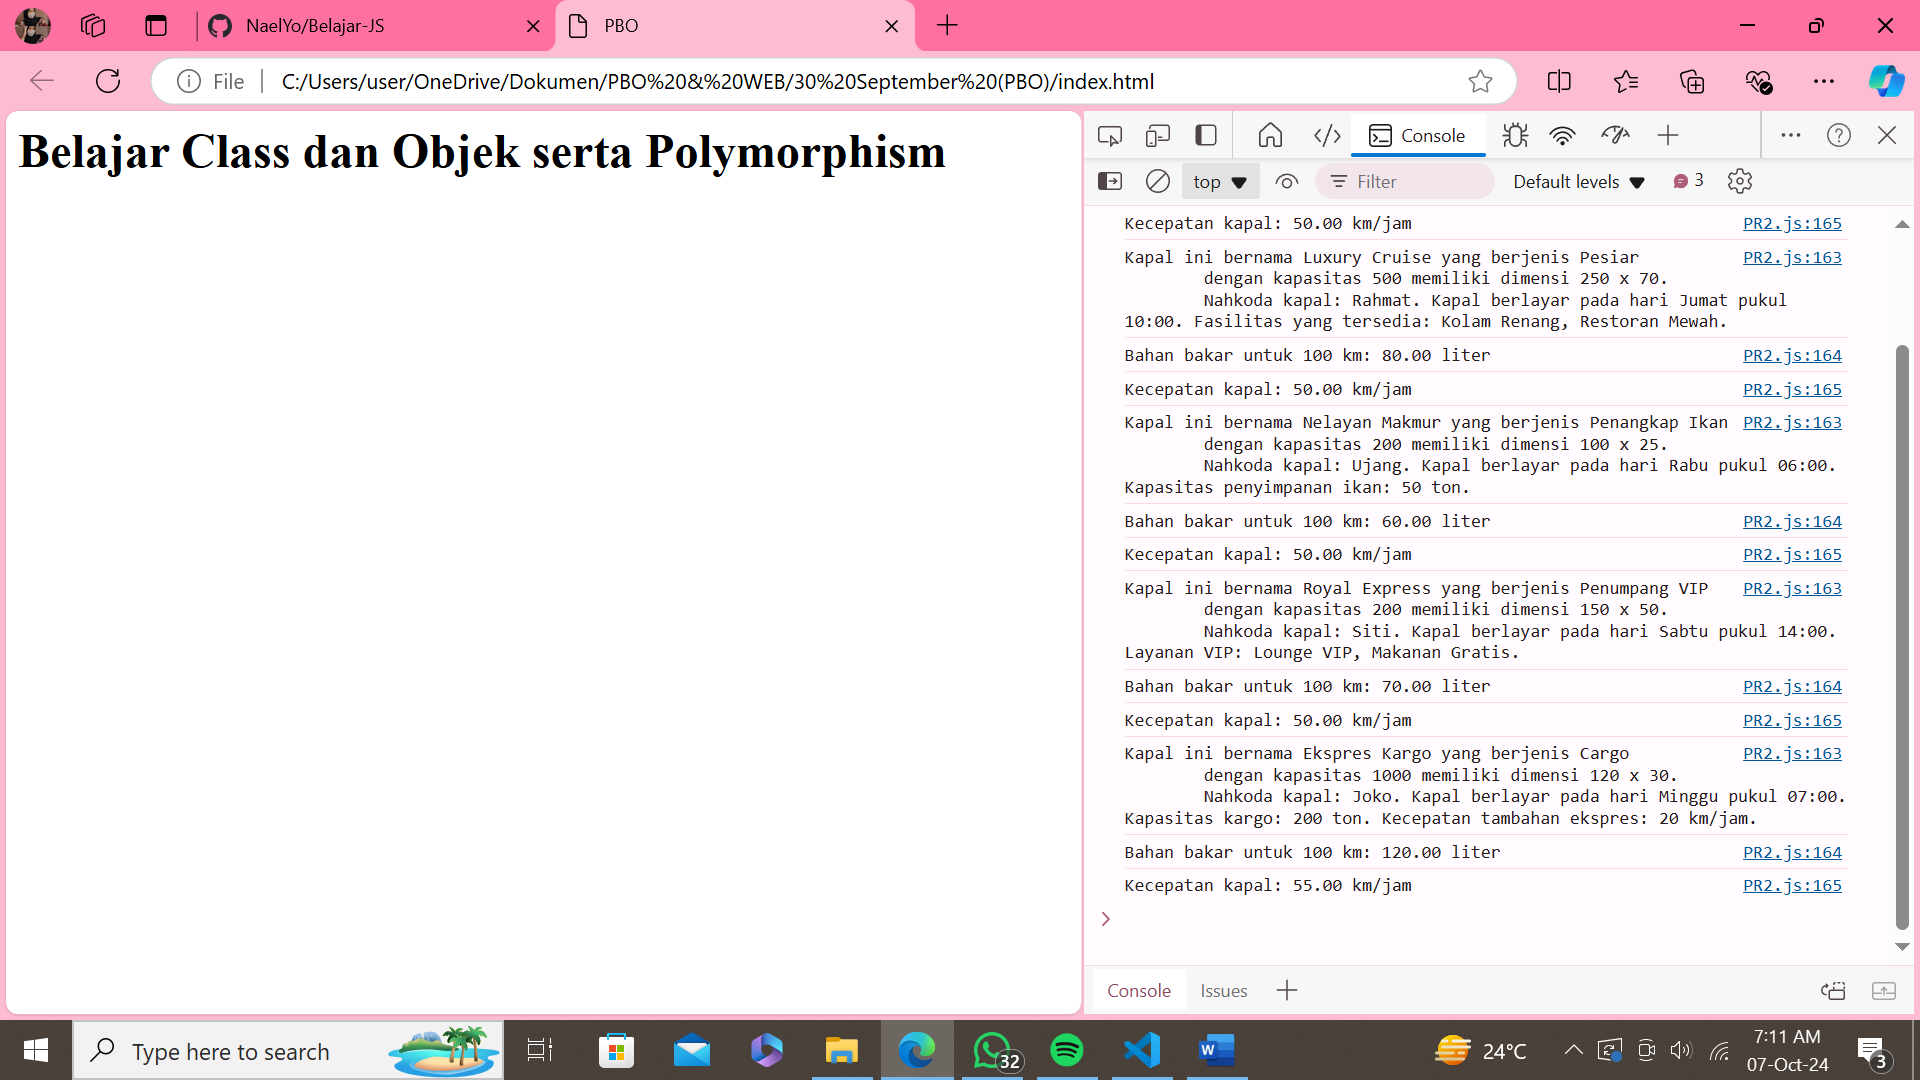 NaelYo/Belajar-JS
PBO
File
C:/Users/user/OneDrive/Dokumen/PBO%20&%20WEB/30%20September%20(PBO)/index.html
Belajar Class dan Objek serta Polymorphism
Console
top
Filter
Default levels
3
Kecepatan kapal: 50.00 km/jam PR2.js:165
Kapal ini bernama Luxury Cruise yang berjenis Pesiar PR2.js:163
dengan kapasitas 500 memiliki dimensi 250 x 70.
Nahkoda kapal: Rahmat. Kapal berlayar pada hari Jumat pukul
10:00. Fasilitas yang tersedia: Kolam Renang, Restoran Mewah.
Bahan bakar untuk 100 km: 80.00 liter PR2.js:164
Kecepatan kapal: 50.00 km/jam PR2.js:165
Kapal ini bernama Nelayan Makmur yang berjenis Penangkap Ikan PR2.js:163
dengan kapasitas 200 memiliki dimensi 100 x 25.
Nahkoda kapal: Ujang. Kapal berlayar pada hari Rabu pukul 06:00.
Kapasitas penyimpanan ikan: 50 ton.
Bahan bakar untuk 100 km: 60.00 liter PR2.js:164
Kecepatan kapal: 50.00 km/jam PR2.js:165
Kapal ini bernama Royal Express yang berjenis Penumpang VIP PR2.js:163
dengan kapasitas 200 memiliki dimensi 150 x 50.
Nahkoda kapal: Siti. Kapal berlayar pada hari Sabtu pukul 14:00.
Layanan VIP: Lounge VIP, Makanan Gratis.
Bahan bakar untuk 100 km: 70.00 liter PR2.js:164
Kecepatan kapal: 50.00 km/jam PR2.js:165
Kapal ini bernama Ekspres Kargo yang berjenis Cargo PR2.js:163
dengan kapasitas 1000 memiliki dimensi 120 x 30.
Nahkoda kapal: Joko. Kapal berlayar pada hari Minggu pukul 07:00.
Kapasitas kargo: 200 ton. Kecepatan tambahan ekspres: 20 km/jam.
Bahan bakar untuk 100 km: 120.00 liter PR2.js:164
Kecepatan kapal: 55.00 km/jam PR2.js:165
Console
Issues
Type here to search
32
24°C
7:11 AM
07-Oct-24
3